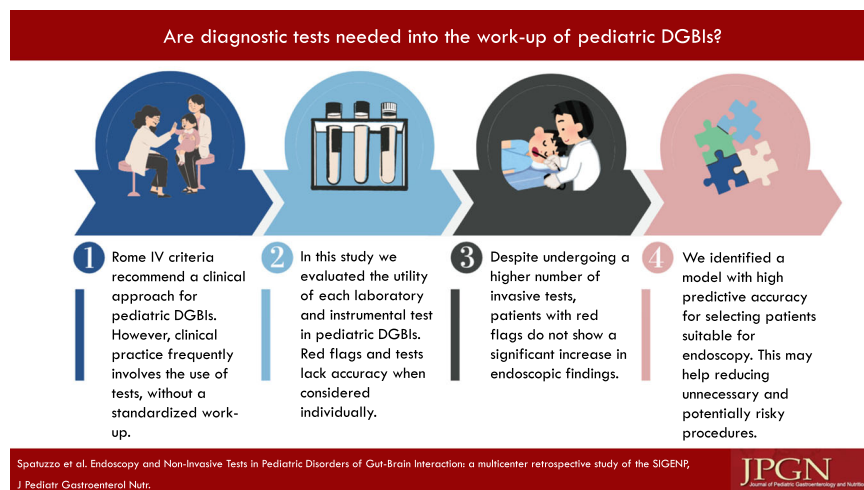 Are diagnostic tests needed into the work-up of pediatric DGBIs?
1
Rome IV criteria
recommend a clinical
approach for
pediatric DGBIs.
However, clinical
practice frequently
involves the use of
tests, without a
standardized work-
up.
2
In this study we
evaluated the utility
of each laboratory
and instrumental test
in pediatric DGBIs.
Red flags and tests
lack accuracy when
considered
individually.
3
Despite undergoing a
higher number of
invasive tests,
patients with red
flags do not show a
significant increase in
endoscopic findings.
4
We identified a
model with high
predictive accuracy
for selecting patients
suitable for
endoscopy. This may
help reducing
unnecessary and
potentially risky
procedures.
Spatuzzo et al. Endoscopy and Non-Invasive Tests in Pediatric Disorders of Gut-Brain Interaction: a multicenter retrospective study of the SIGENP,
J Pediatr Gastroenterol Nutr.
JPGN
Journal of Pediatric Gastroenterology and Nutritio